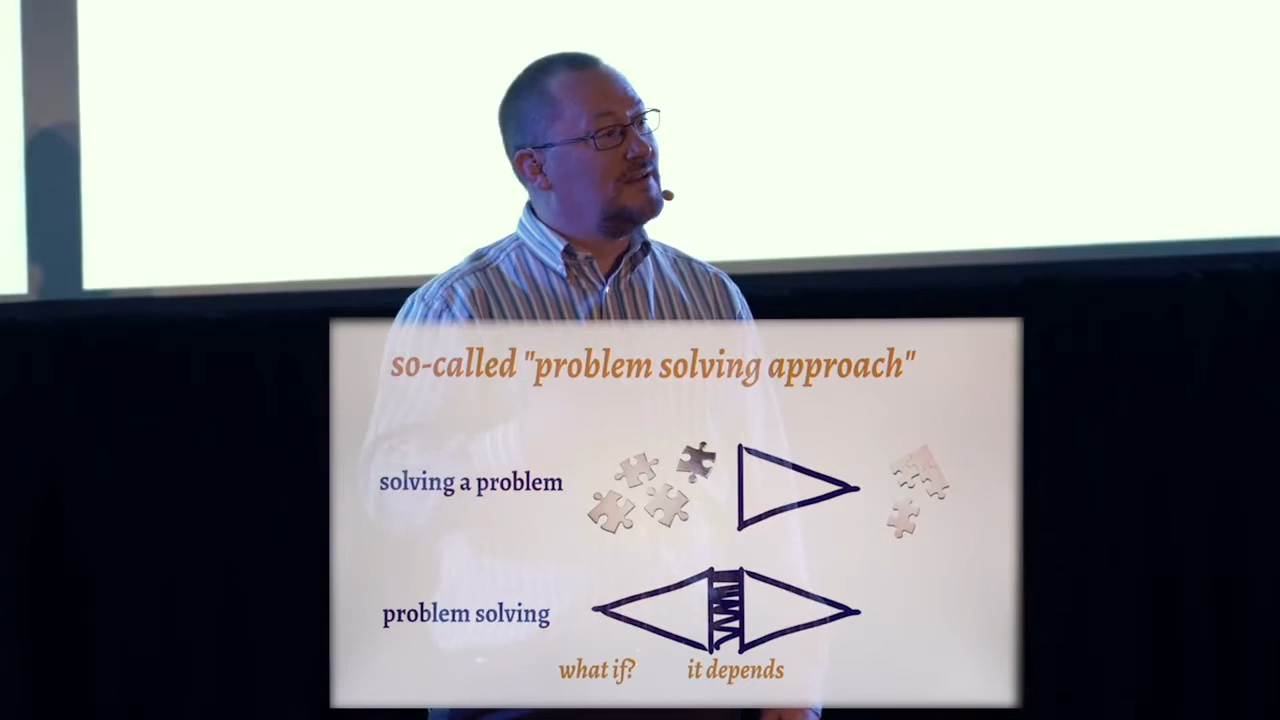 so-called "problem solving approach"
solving a problem
problem solving
what if? it depends